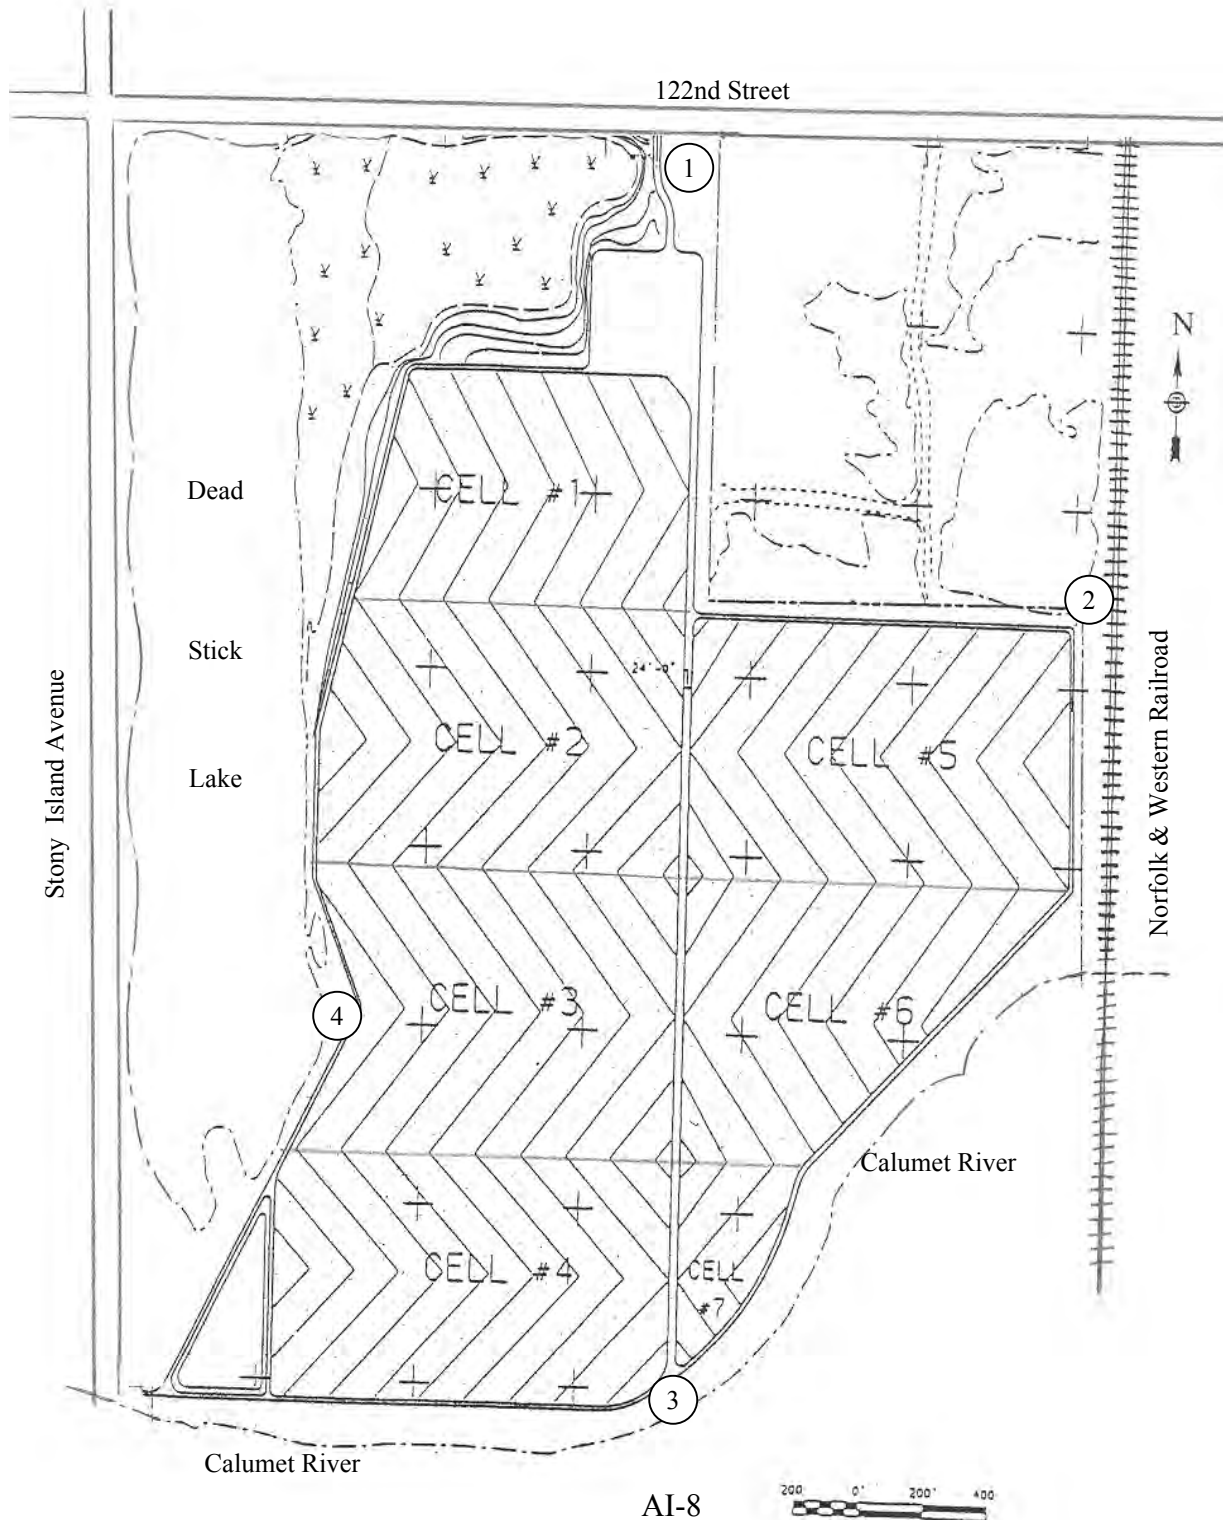 122nd Street
1
N
Dead
CELL #1
2
Stick
24'-0"
Norfolk & Western Railroad
Stony Island Avenue
CELL #2
CELL #5
Lake
4
CELL #3
CELL #6
Calumet River
CELL #4
CELL
#7
3
Calumet River
AI-8
200 0' 200' 400'